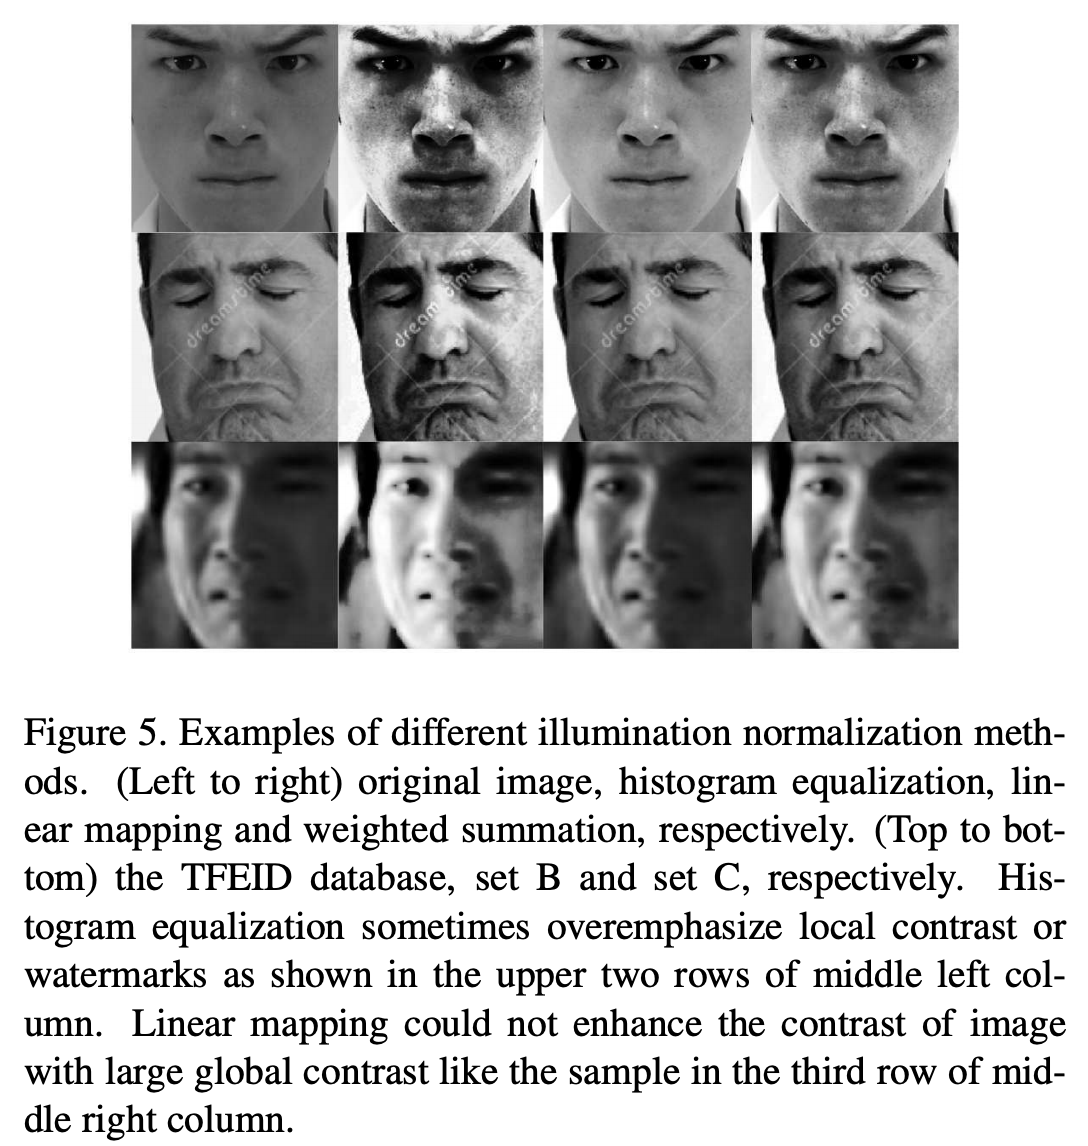 dreamstime
dreamstime
dreamstime
dreamstime
Figure 5. Examples of different illumination normalization meth-
ods. (Left to right) original image, histogram equalization, lin-
ear mapping and weighted summation, respectively. (Top to bot-
tom) the TFEID database, set B and set C, respectively. His-
togram equalization sometimes overemphasize local contrast or
watermarks as shown in the upper two rows of middle left col-
umn. Linear mapping could not enhance the contrast of image
with large global contrast like the sample in the third row of mid-
dle right column.